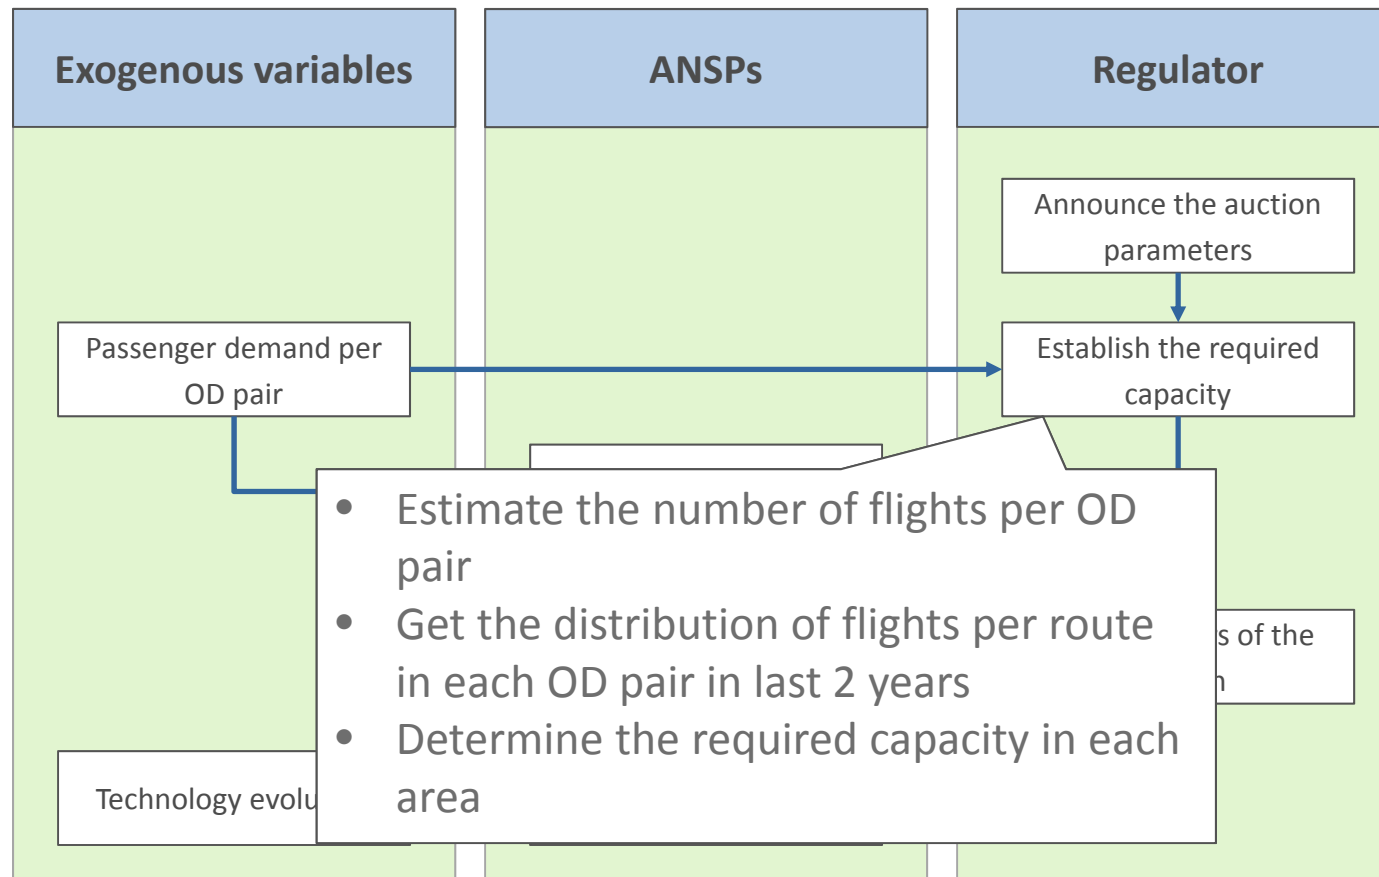 Exogenous variables
ANSPs
Regulator
Announce the auction
parameters
Passenger demand per
OD pair
Establish the required
capacity
• Estimate the number of flights per OD
pair
• Get the distribution of flights per route
in each OD pair in last 2 years
• Determine the required capacity in each
area
of the
Technology